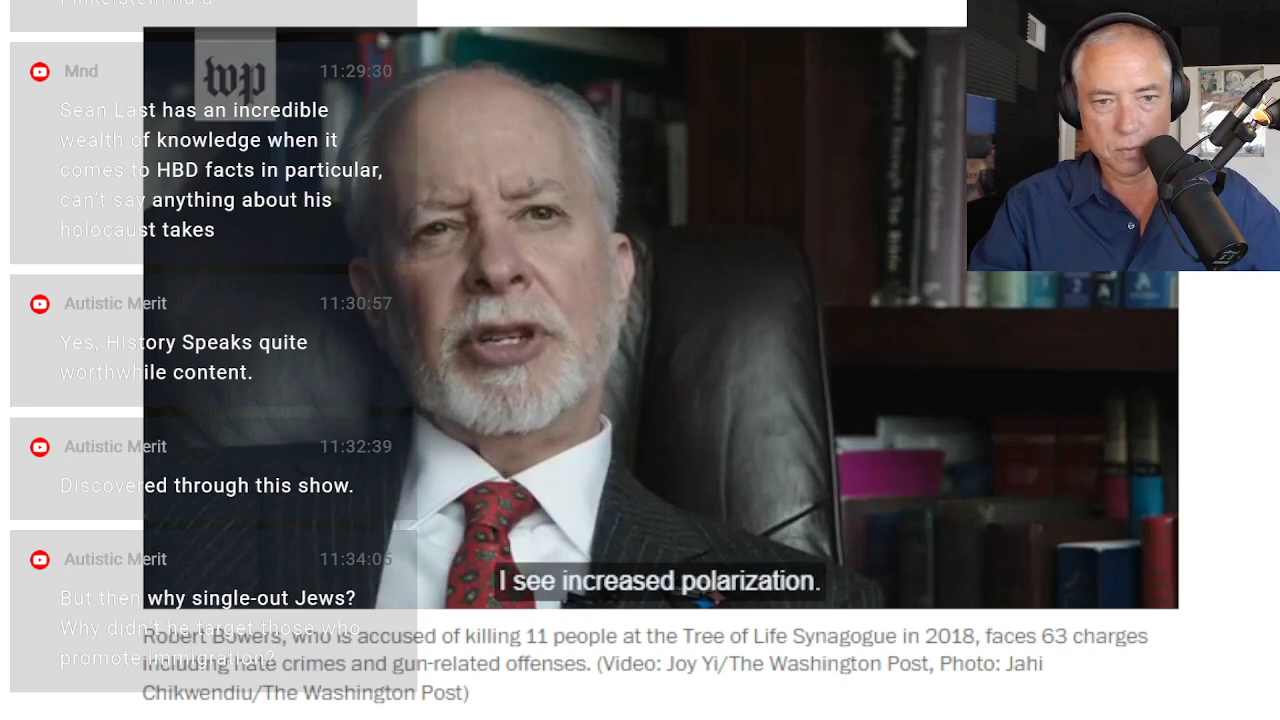 wp
Mnd 11:29:30
Sean Last has an incredible
wealth of knowledge when it
comes to HBD facts in particular,
can't say anything about his
holocaust takes
Autistic Merit 11:30:57
Yes, History Speaks quite
worthwhile content.
Autistic Merit 11:32:39
Discovered through this show.
Autistic Merit 11:34:05
But then why single-out Jews?
Why didn't he target those who
promote immigration?
I see increased polarization.
Robert Bowers, who is accused of killing 11 people at the Tree of Life Synagogue in 2018, faces 63 charges
including hate crimes and gun-related offenses. (Video: Joy Yi/The Washington Post, Photo: Jahi
Chikwendiu/The Washington Post)